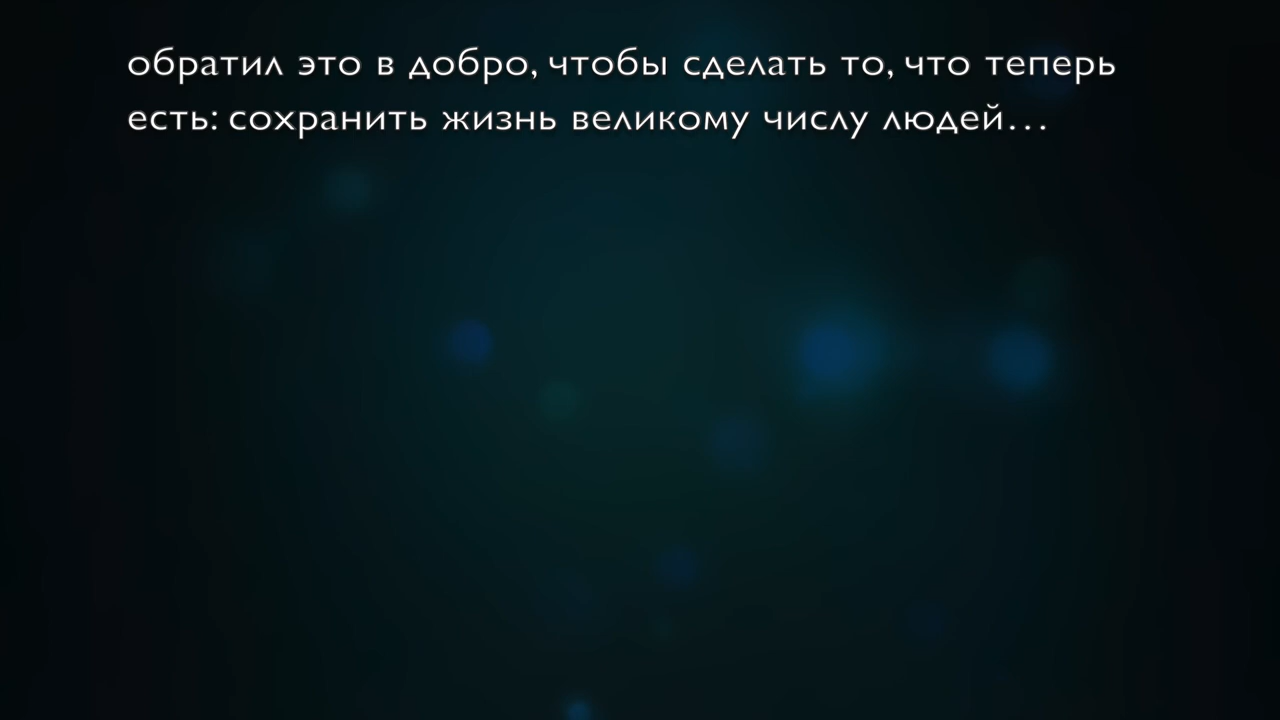 обратил это в добро, чтобы сделать то, что теперь
есть: сохранить жизнь великому числу людей…